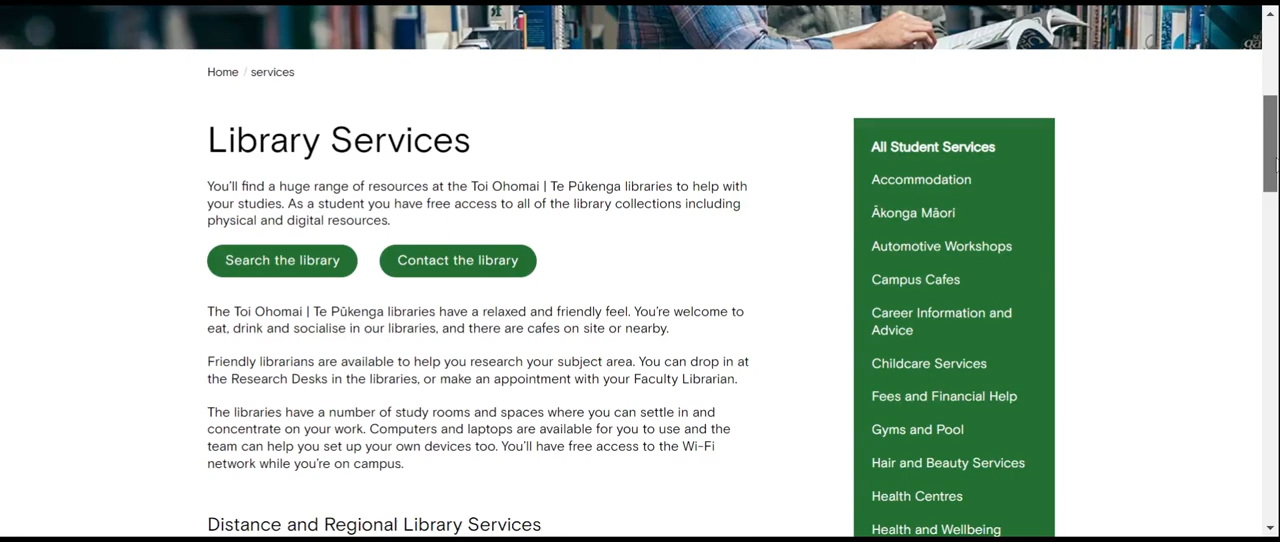 Home / services
Library Services
You'll find a huge range of resources at the Toi Ohomai | Te Pūkenga libraries to help with
your studies. As a student you have free access to all of the library collections including
physical and digital resources.
Search the library
Contact the library
The Toi Ohomai | Te Pūkenga libraries have a relaxed and friendly feel. You're welcome to
eat, drink and socialise in our libraries, and there are cafes on site or nearby.
Friendly librarians are available to help you research your subject area. You can drop in at
the Research Desks in the libraries, or make an appointment with your Faculty Librarian.
The libraries have a number of study rooms and spaces where you can settle in and
concentrate on your work. Computers and laptops are available for you to use and the
team can help you set up your own devices too. You'll have free access to the Wi-Fi
network while you're on campus.
Distance and Regional Library Services
All Student Services
Accommodation
Ākonga Māori
Automotive Workshops
Campus Cafes
Career Information and
Advice
Childcare Services
Fees and Financial Help
Gyms and Pool
Hair and Beauty Services
Health Centres
Health and Wellbeing